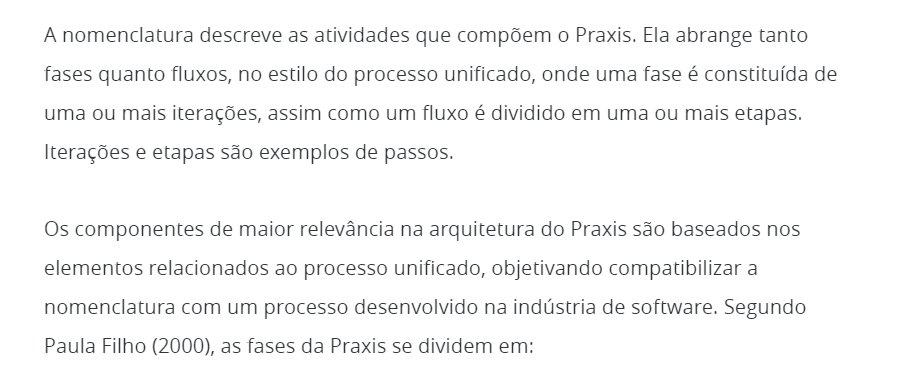 A nomenclatura descreve as atividades que compõem o Praxis. Ela abrange tanto
fases quanto fluxos, no estilo do processo unificado, onde uma fase é constituída de
uma ou mais iterações, assim como um fluxo é dividido em uma ou mais etapas.
Iterações e etapas são exemplos de passos.
Os componentes de maior relevância na arquitetura do Praxis são baseados nos
elementos relacionados ao processo unificado, objetivando compatibilizar a
nomenclatura com um processo desenvolvido na indústria de software. Segundo
Paula Filho (2000), as fases da Praxis se dividem em: